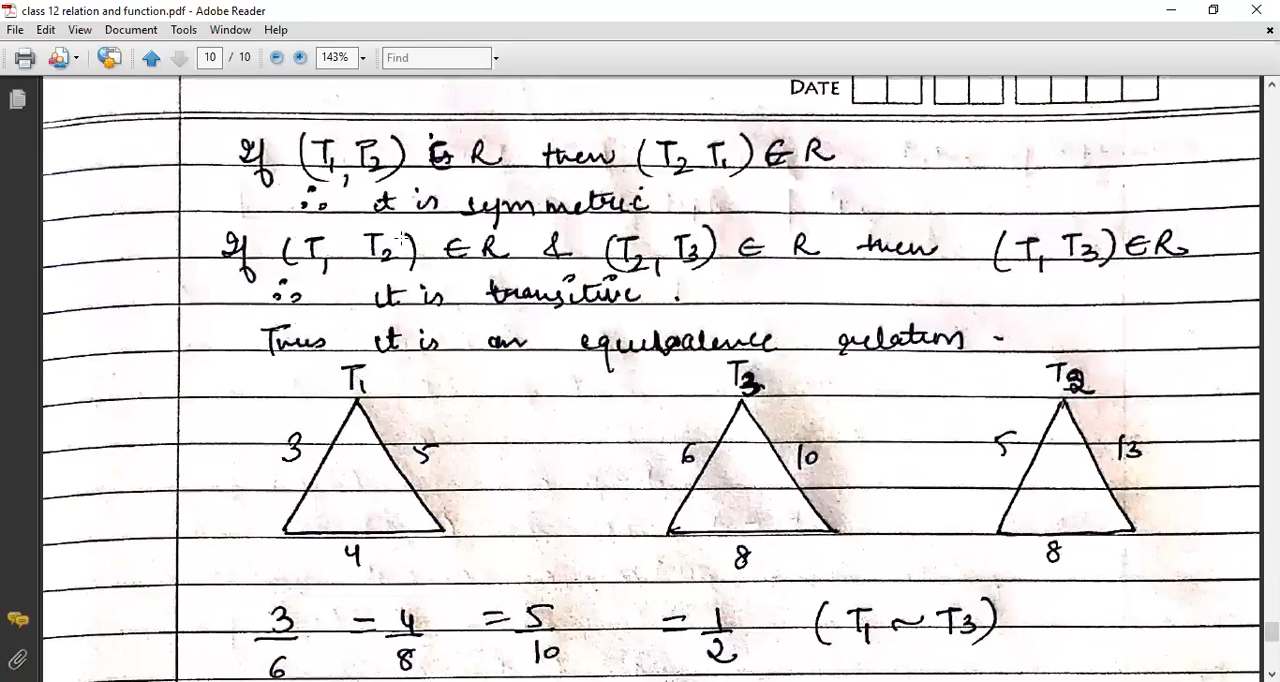 class 12 relation and function.pdf - Adobe Reader
File Edit View Document Tools Window Help
10 / 10 143% Find
DATE
If (T1, T2) is R then (T2 T1) ∈ R
∴ it is symmetric
If (T1 T2) ∈ R & (T2, T3) ∈ R then (T1 T3) ∈ R
∴ it is transitive.
Thus it is an equivalence relation.
T1 T3 T2
3 5 6 10 5 13
4 8 8
3/6 = 4/8 = 5/10 = 1/2 (T1 ~ T3)